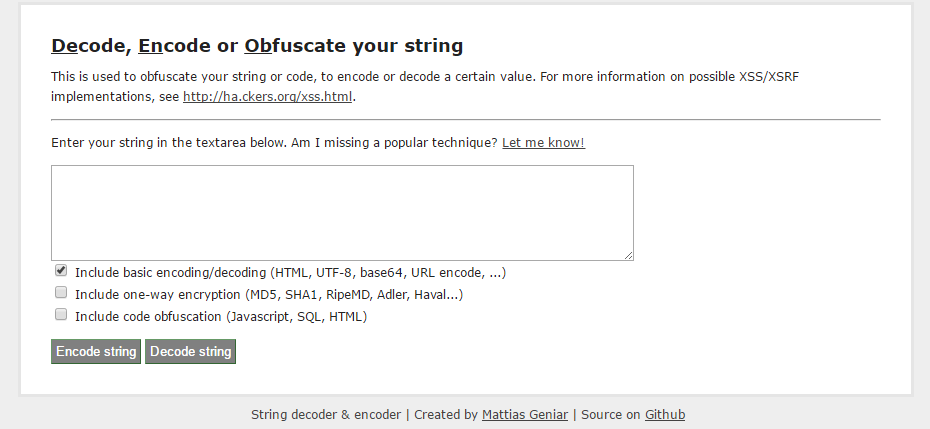 Decode, Encode or Obfuscate your string
This is used to obfuscate your string or code, to encode or decode a certain value. For more information on possible XSS/XSRF
implementations, see http://ha.ckers.org/xss.html.
Enter your string in the textarea below. Am I missing a popular technique? Let me know!
Include basic encoding/decoding (HTML, UTF-8, base64, URL encode, ...)
Include one-way encryption (MD5, SHA1, RipeMD, Adler, Haval...)
Include code obfuscation (Javascript, SQL, HTML)
Encode string Decode string
String decoder & encoder | Created by Mattias Geniar | Source on Github